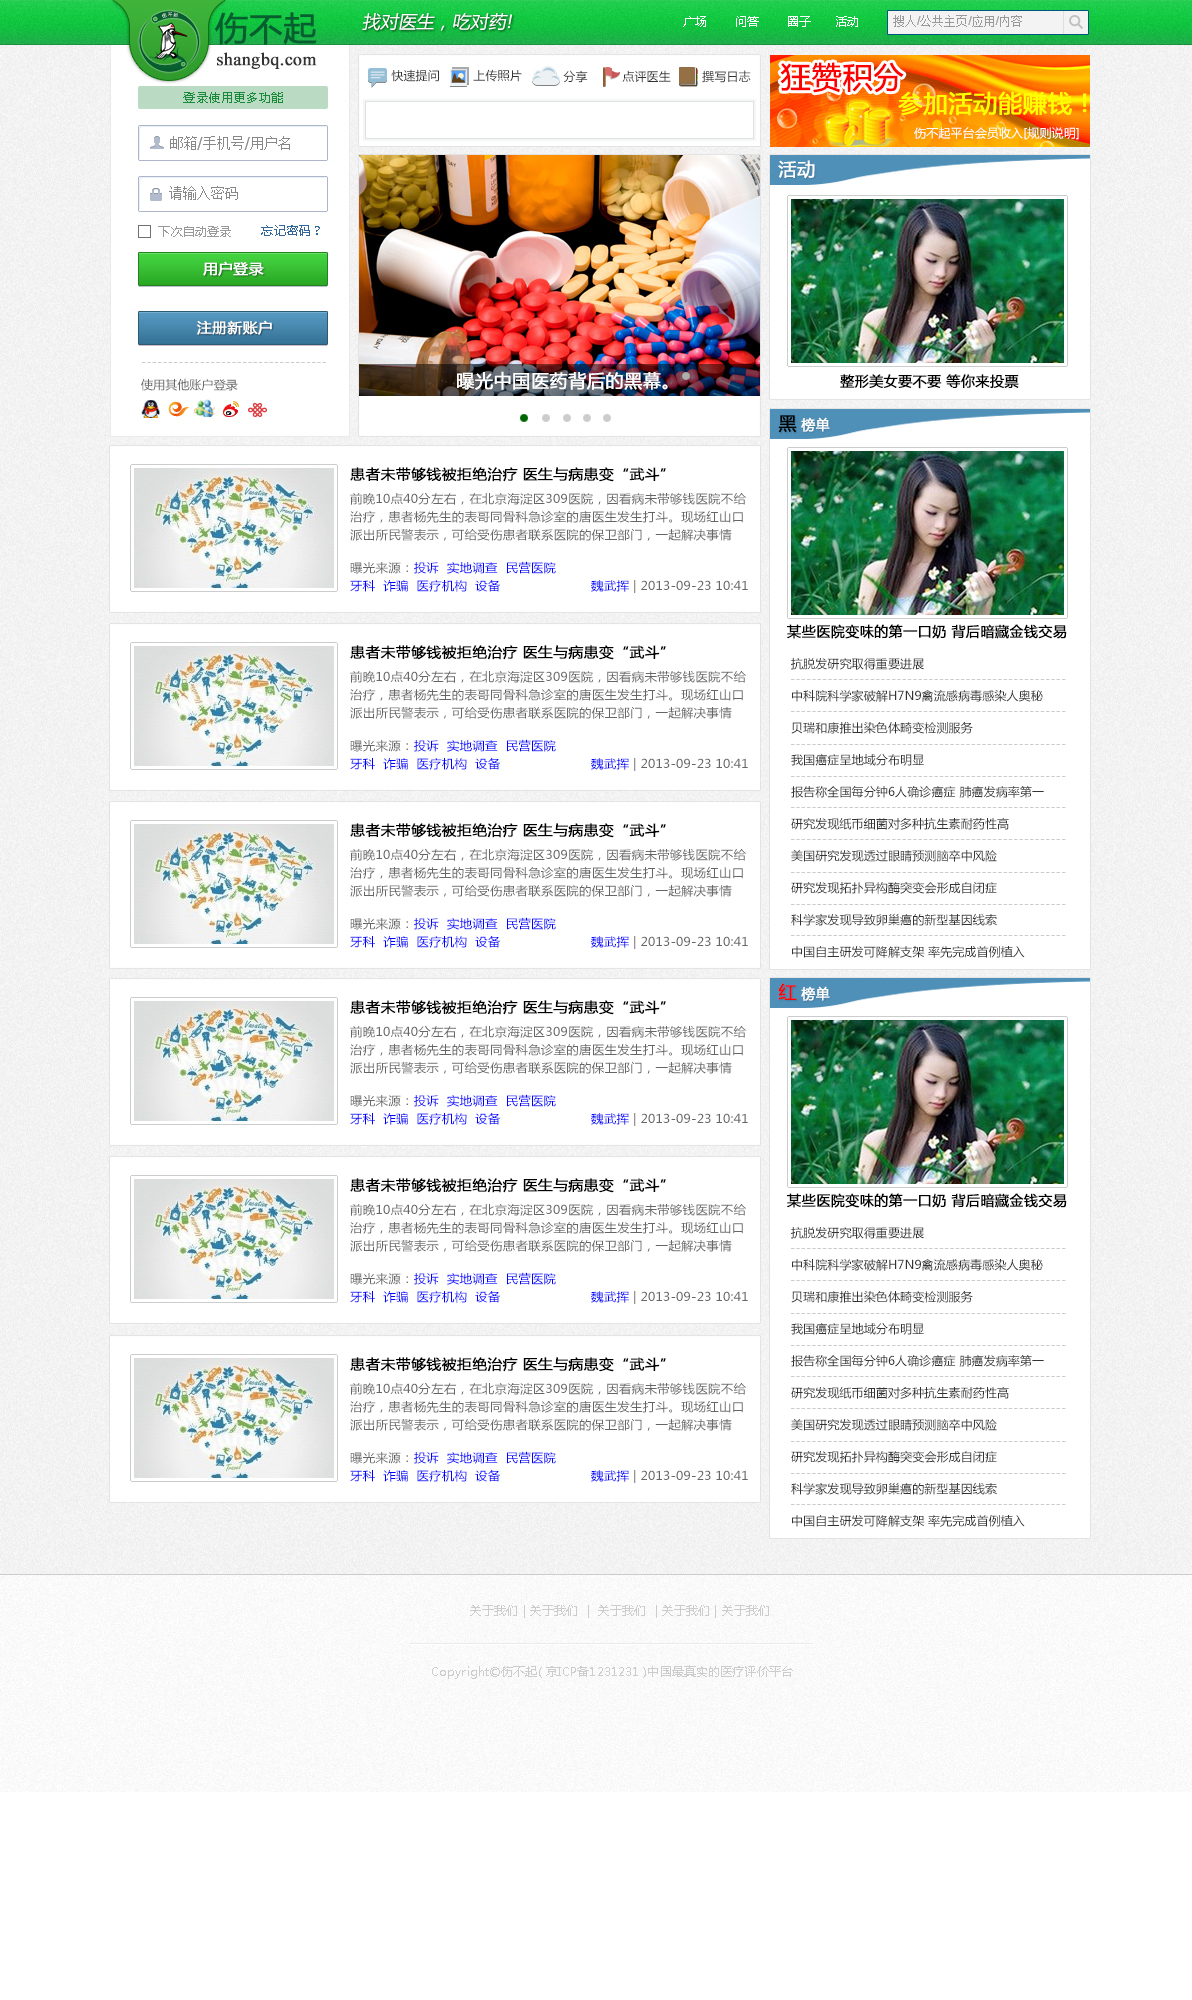 伤不起
shangbq.com
找对医生，吃对药!
广场 问答 圈子 活动
搜人/公共主页/应用/内容
登录使用更多功能
邮箱/手机号/用户名
请输入密码
下次自动登录 忘记密码？
用户登录
注册新账户
使用其他账户登录
快速提问 上传照片 分享 点评医生 撰写日志
曝光中国医药背后的黑幕。
狂赞积分
参加活动能赚钱！
伤不起平台会员收入[规则说明]
活动
整形美女要不要 等你来投票
黑 榜单
某些医院变味的第一口奶 背后暗藏金钱交易
抗脱发研究取得重要进展
中科院科学家破解H7N9禽流感病毒感染人奥秘
贝瑞和康推出染色体畸变检测服务
我国癌症呈地域分布明显
报告称全国每分钟6人确诊癌症 肺癌发病率第一
研究发现纸币细菌对多种抗生素耐药性高
美国研究发现透过眼睛预测脑卒中风险
研究发现拓扑异构酶突变会形成自闭症
科学家发现导致卵巢癌的新型基因线索
中国自主研发可降解支架 率先完成首例植入
红 榜单
某些医院变味的第一口奶 背后暗藏金钱交易
抗脱发研究取得重要进展
中科院科学家破解H7N9禽流感病毒感染人奥秘
贝瑞和康推出染色体畸变检测服务
我国癌症呈地域分布明显
报告称全国每分钟6人确诊癌症 肺癌发病率第一
研究发现纸币细菌对多种抗生素耐药性高
美国研究发现透过眼睛预测脑卒中风险
研究发现拓扑异构酶突变会形成自闭症
科学家发现导致卵巢癌的新型基因线索
中国自主研发可降解支架 率先完成首例植入
患者未带够钱被拒绝治疗 医生与病患变“武斗”
前晚10点40分左右，在北京海淀区309医院，因看病未带够钱医院不给
治疗，患者杨先生的表哥同骨科急诊室的唐医生发生打斗。现场红山口
派出所民警表示，可给受伤患者联系医院的保卫部门，一起解决事情
曝光来源：投诉 实地调查 民营医院
牙科 诈骗 医疗机构 设备 魏武挥 | 2013-09-23 10:41
患者未带够钱被拒绝治疗 医生与病患变“武斗”
前晚10点40分左右，在北京海淀区309医院，因看病未带够钱医院不给
治疗，患者杨先生的表哥同骨科急诊室的唐医生发生打斗。现场红山口
派出所民警表示，可给受伤患者联系医院的保卫部门，一起解决事情
曝光来源：投诉 实地调查 民营医院
牙科 诈骗 医疗机构 设备 魏武挥 | 2013-09-23 10:41
患者未带够钱被拒绝治疗 医生与病患变“武斗”
前晚10点40分左右，在北京海淀区309医院，因看病未带够钱医院不给
治疗，患者杨先生的表哥同骨科急诊室的唐医生发生打斗。现场红山口
派出所民警表示，可给受伤患者联系医院的保卫部门，一起解决事情
曝光来源：投诉 实地调查 民营医院
牙科 诈骗 医疗机构 设备 魏武挥 | 2013-09-23 10:41
患者未带够钱被拒绝治疗 医生与病患变“武斗”
前晚10点40分左右，在北京海淀区309医院，因看病未带够钱医院不给
治疗，患者杨先生的表哥同骨科急诊室的唐医生发生打斗。现场红山口
派出所民警表示，可给受伤患者联系医院的保卫部门，一起解决事情
曝光来源：投诉 实地调查 民营医院
牙科 诈骗 医疗机构 设备 魏武挥 | 2013-09-23 10:41
患者未带够钱被拒绝治疗 医生与病患变“武斗”
前晚10点40分左右，在北京海淀区309医院，因看病未带够钱医院不给
治疗，患者杨先生的表哥同骨科急诊室的唐医生发生打斗。现场红山口
派出所民警表示，可给受伤患者联系医院的保卫部门，一起解决事情
曝光来源：投诉 实地调查 民营医院
牙科 诈骗 医疗机构 设备 魏武挥 | 2013-09-23 10:41
患者未带够钱被拒绝治疗 医生与病患变“武斗”
前晚10点40分左右，在北京海淀区309医院，因看病未带够钱医院不给
治疗，患者杨先生的表哥同骨科急诊室的唐医生发生打斗。现场红山口
派出所民警表示，可给受伤患者联系医院的保卫部门，一起解决事情
曝光来源：投诉 实地调查 民营医院
牙科 诈骗 医疗机构 设备 魏武挥 | 2013-09-23 10:41
关于我们 | 关于我们 | 关于我们 | 关于我们 | 关于我们
Copyright©伤不起( 京ICP备1231231 )中国最真实的医疗评价平台